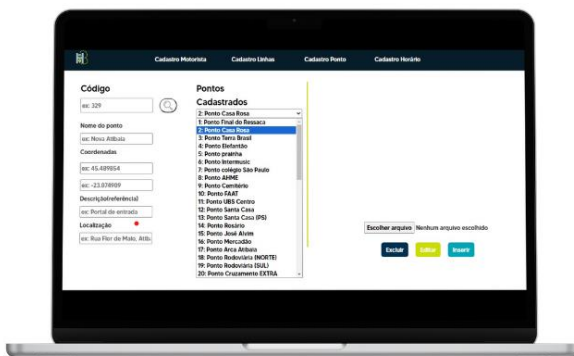 Cadastro Motorista Cadastro Linhas Cadastro Ponto Cadastro Horário
Código
ex: 329
Nome do ponto
ex: Nova Atibaia
Coordenadas
ex: 45.489854
ex: -23.078909
Descrição(referência)
ex: Portal de entrada
Localização
ex: Rua Flor de Maio, Atib
Pontos
Cadastrados
2: Ponto Casa Rosa
1: Ponto Final do Ressaca
2: Ponto Casa Rosa
3: Ponto Terra Brasil
4: Ponto Elefantão
5: Ponto prainha
6: Ponto Intermusic
7: Ponto colégio São Paulo
8: Ponto AHME
9: Ponto Cemitério
10: Ponto FAAT
11: Ponto UBS Centro
12: Ponto Santa Casa
13: Ponto Santa Casa (PS)
14: Ponto Rosário
15: Ponto José Alvim
16: Ponto Mercadão
17: Ponto Arca Atibaia
18: Ponto Rodoviária (NORTE)
19: Ponto Rodoviária (SUL)
20: Ponto Cruzamento EXTRA
Escolher arquivo Nenhum arquivo escolhido
Excluir Editar Inserir